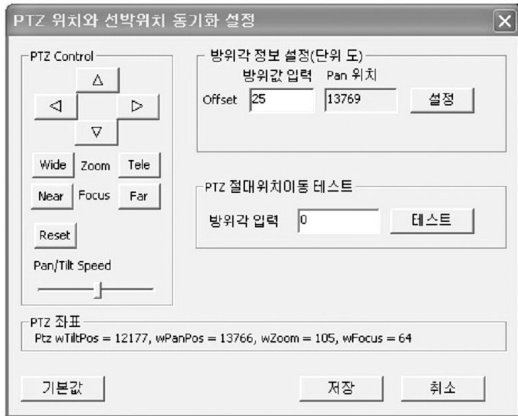 PTZ 위치와 선박위치 동기화 설정
PTZ Control
Wide Zoom Tele
Near Focus Far
Reset
Pan/Tilt Speed
방위각 정보 설정(단위 도)
방위값 입력 Pan 위치
Offset 25 13769 설정
PTZ 절대위치이동 테스트
방위각 입력 0 테스트
PTZ 좌표
Ptz wTiltPos = 12177, wPanPos = 13766, wZoom = 105, wFocus = 64
기본값 저장 취소